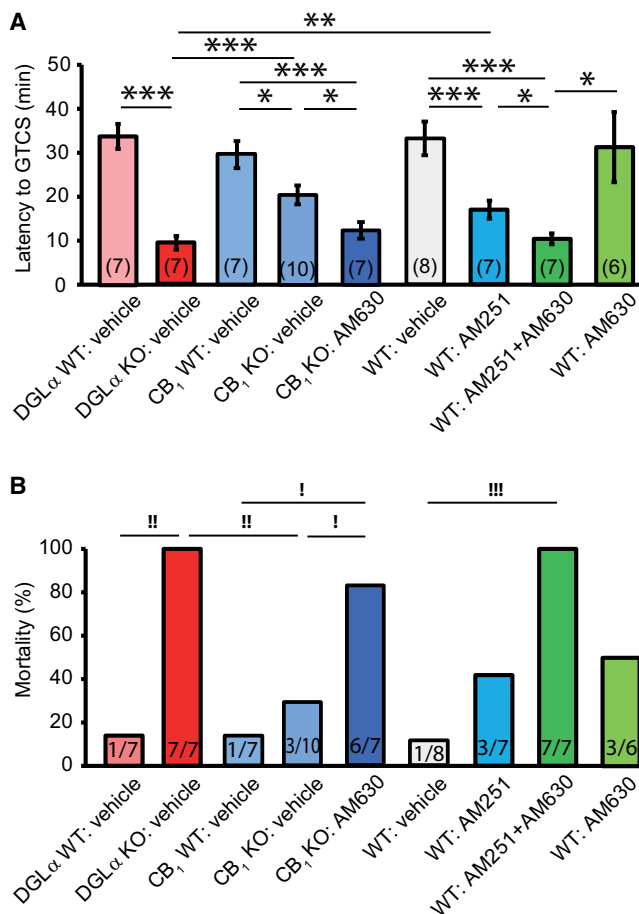 A
**
***
***
***
***
*
*
***
*
*
Latency to GTCS (min)
50
40
30
20
10
0
(7)
(7)
(7)
(10)
(7)
(8)
(7)
(7)
(6)
DGLα WT: vehicle
DGLα KO: vehicle
CB₁ WT: vehicle
CB₁ KO: vehicle
CB₁ KO: AM630
WT: vehicle
WT: AM251
WT: AM251+AM630
WT: AM630
B
!
!!!
!!
!!
!
Mortality (%)
100
80
60
40
20
0
1/7
7/7
1/7
3/10
6/7
1/8
3/7
7/7
3/6
DGLα WT: vehicle
DGLα KO: vehicle
CB₁ WT: vehicle
CB₁ KO: vehicle
CB₁ KO: AM630
WT: vehicle
WT: AM251
WT: AM251+AM630
WT: AM630